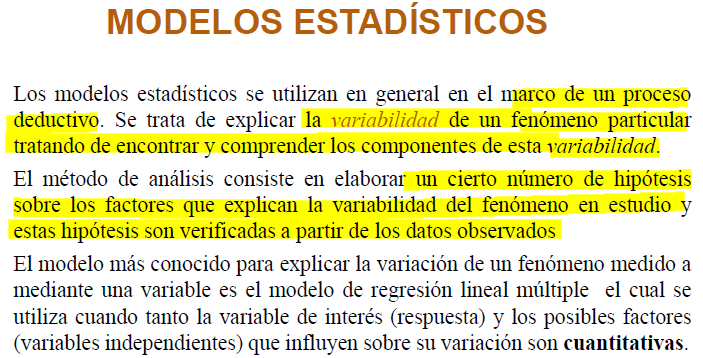 MODELOS ESTADÍSTICOS
Los modelos estadísticos se utilizan en general en el marco de un proceso
deductivo. Se trata de explicar la variabilidad de un fenómeno particular
tratando de encontrar y comprender los componentes de esta variabilidad.
El método de análisis consiste en elaborar un cierto número de hipótesis
sobre los factores que explican la variabilidad del fenómeno en estudio y
estas hipótesis son verificadas a partir de los datos observados
El modelo más conocido para explicar la variación de un fenómeno medido a
mediante una variable es el modelo de regresión lineal múltiple el cual se
utiliza cuando tanto la variable de interés (respuesta) y los posibles factores
(variables independientes) que influyen sobre su variación son cuantitativas.